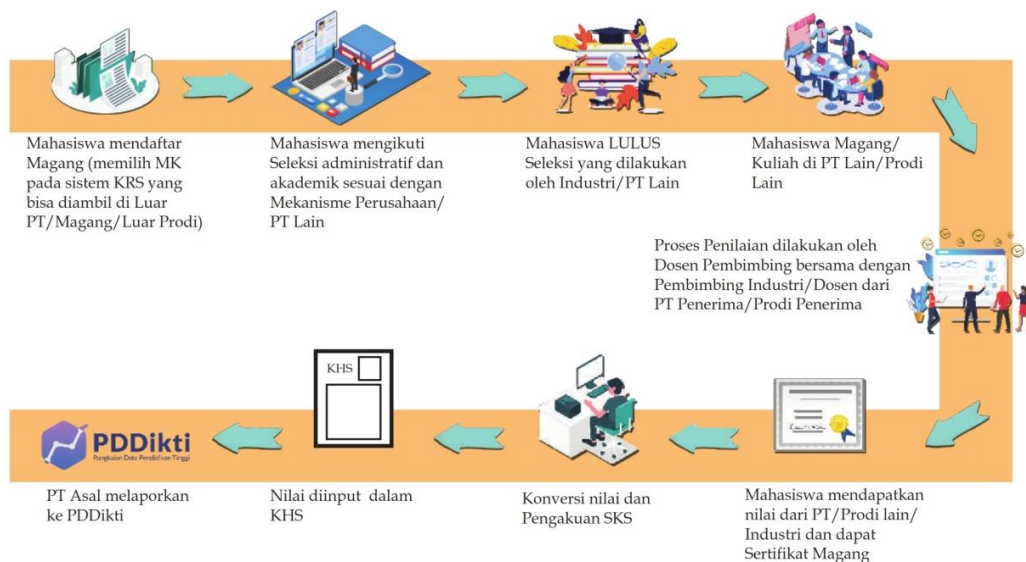 Mahasiswa mendaftar
Magang (memilih MK
pada sistem KRS yang
bisa diambil di Luar
PT/Magang/Luar Prodi)
Mahasiswa mengikuti
Seleksi administratif dan
akademik sesuai dengan
Mekanisme Perusahaan/
PT Lain
Mahasiswa LULUS
Seleksi yang dilakukan
oleh Industri/PT Lain
Mahasiswa Magang/
Kuliah di PT Lain/Prodi
Lain
Proses Penilaian dilakukan oleh
Dosen Pembimbing bersama dengan
Pembimbing Industri/Dosen dari
PT Penerima/Prodi Penerima
Mahasiswa mendapatkan
nilai dari PT/Prodi lain/
Industri dan dapat
Sertifikat Magang
Konversi nilai dan
Pengakuan SKS
KHS
Nilai diinput dalam
KHS
PDDikti
Pangkalan Data Pendidikan Tinggi
PT Asal melaporkan
ke PDDikti